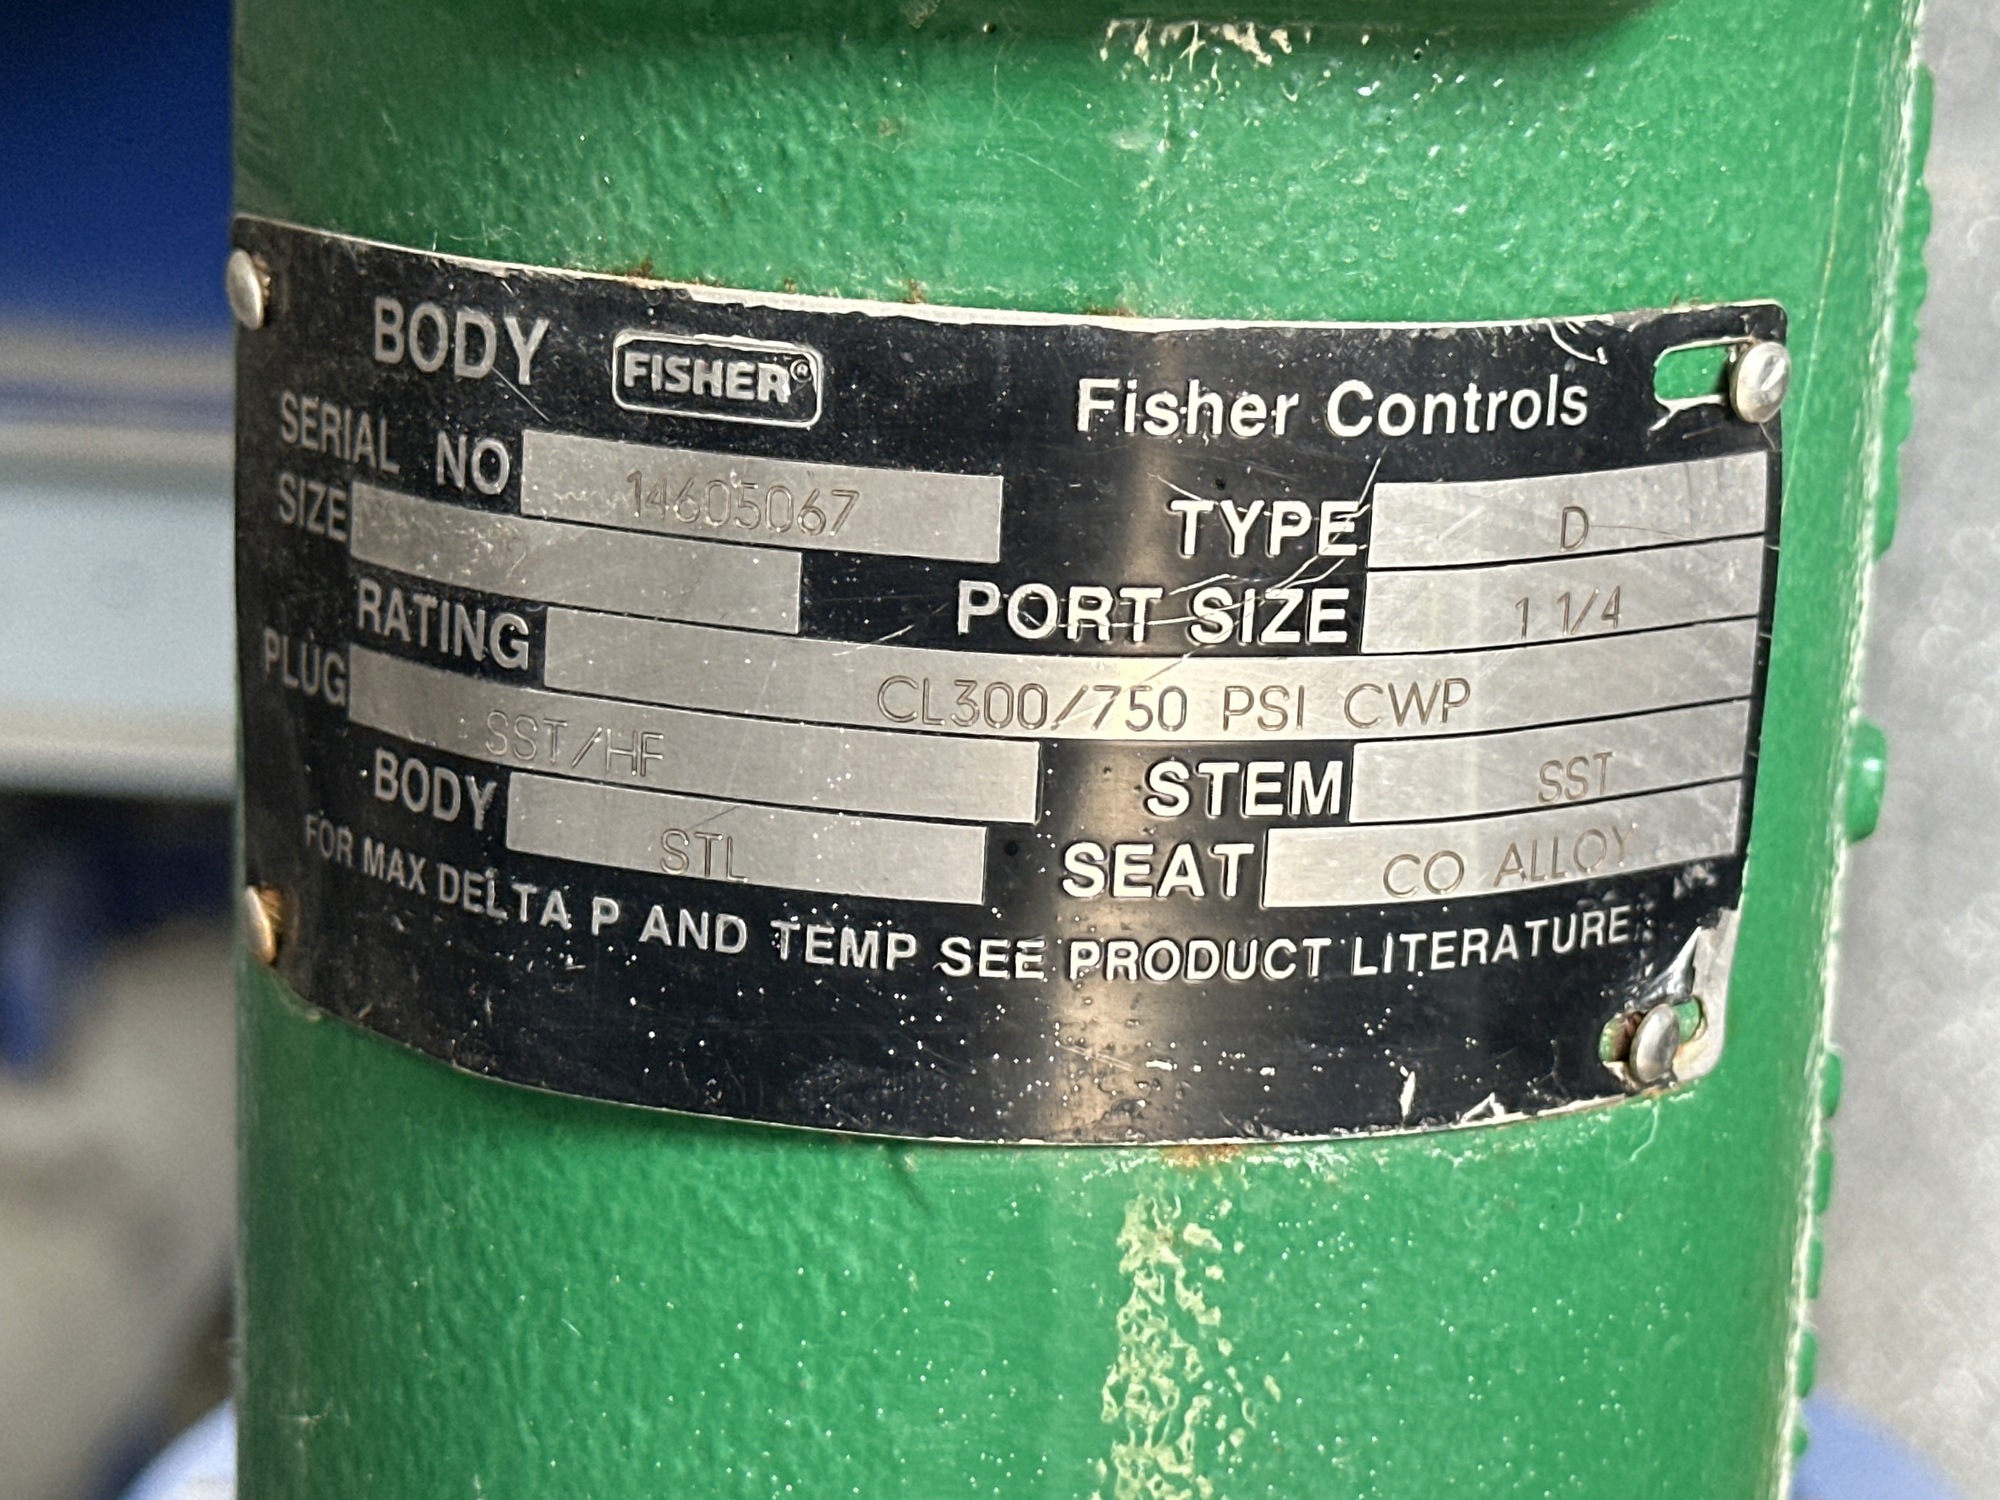 BODY FISHER® Fisher Controls
SERIAL NO 14605067 TYPE D
SIZE 2 PORT SIZE 1 1/4
RATING CL300/750 PSI CWP
PLUG SST/HF STEM SST
BODY STL SEAT CO ALLOY
FOR MAX DELTA P AND TEMP SEE PRODUCT LITERATURE